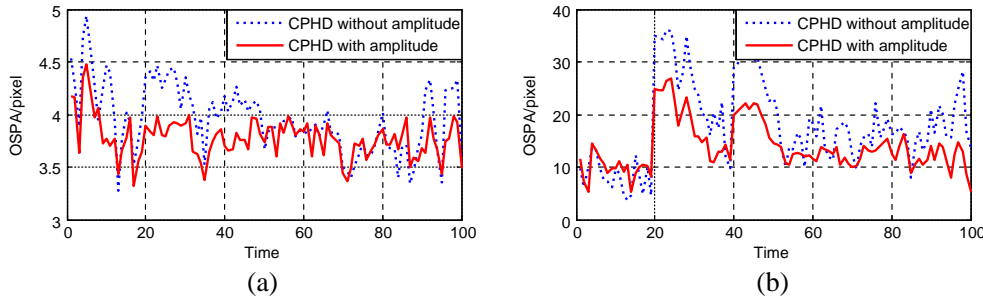 CPHD without amplitude
CPHD with amplitude
OSPA/pixel
5
4.5
4
3.5
3
0 20 40 60 80 100
Time
(a)
CPHD without amplitude
CPHD with amplitude
OSPA/pixel
40
30
20
10
0
0 20 40 60 80 100
Time
(b)